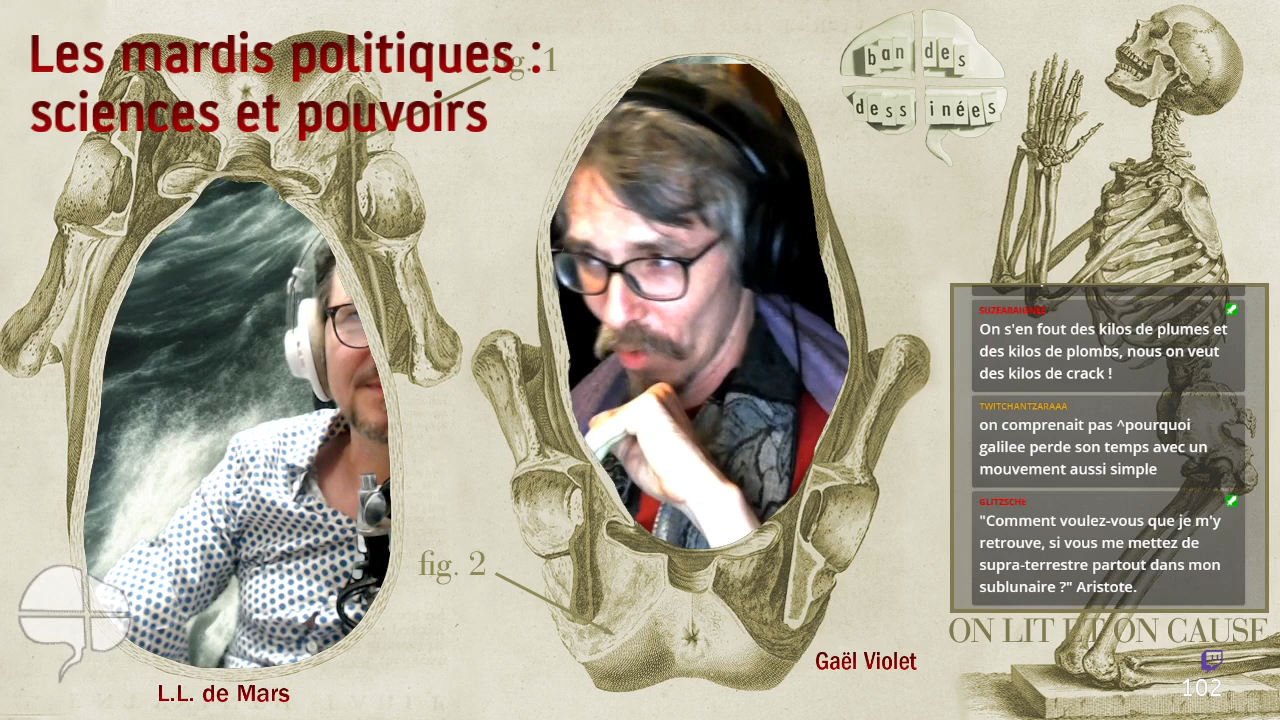 Les mardis politiques :
sciences et pouvoirs
fig. 1
ban des
dess inées
SUZEARAIGNÉE
On s'en fout des kilos de plumes et
des kilos de plombs, nous on veut
des kilos de crack !
TWITCHANTZARAAA
on comprenait pas ^pourquoi
galilee perde son temps avec un
mouvement aussi simple
GLITZSCHE
"Comment voulez-vous que je m'y
retrouve, si vous me mettez de
supra-terrestre partout dans mon
sublunaire ?" Aristote.
fig. 2
ON LIT ET ON CAUSE
Gaël Violet
102
L.L. de Mars